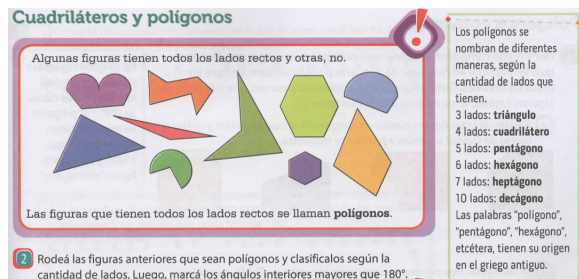 Cuadriláteros y polígonos
Algunas figuras tienen todos los lados rectos y otras, no.
Las figuras que tienen todos los lados rectos se llaman polígonos.
2 Rodeá las figuras anteriores que sean polígonos y clasificalos según la
cantidad de lados. Luego, marcá los ángulos interiores mayores que 180°.
Los polígonos se
nombran de diferentes
maneras, según la
cantidad de lados que
tienen.
3 lados: triángulo
4 lados: cuadrilátero
5 lados: pentágono
6 lados: hexágono
7 lados: heptágono
10 lados: decágono
Las palabras "polígono",
"pentágono", "hexágono",
etcétera, tienen su origen
en el griego antiguo.